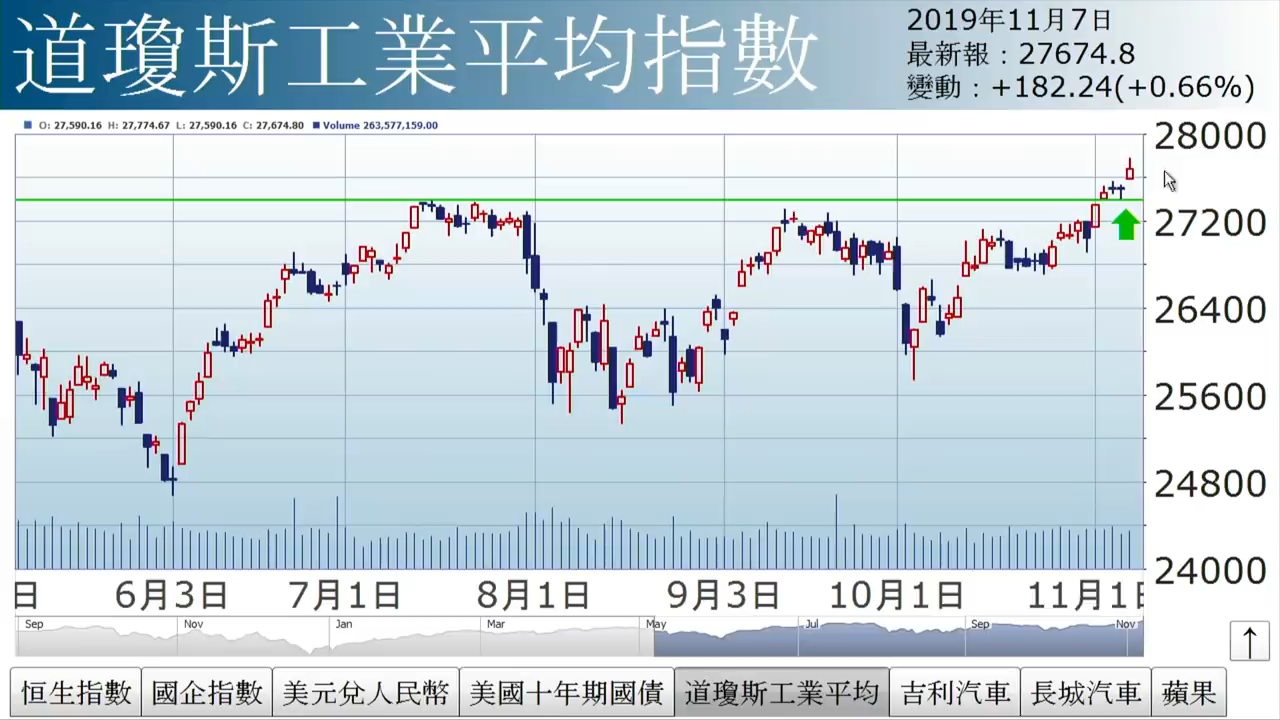 道瓊斯工業平均指數
2019年11月7日
最新報：27674.8
變動：+182.24(+0.66%)
O: 27,590.16 H: 27,774.67 L: 27,590.16 C: 27,674.80 Volume 263,577,159.00
28000
27200
26400
25600
24800
24000
日 6月3日 7月1日 8月1日 9月3日 10月1日 11月1日
Sep Nov Jan Mar May Jul Sep Nov
↑
恒生指數 國企指數 美元兌人民幣 美國十年期國債 道瓊斯工業平均 吉利汽車 長城汽車 蘋果